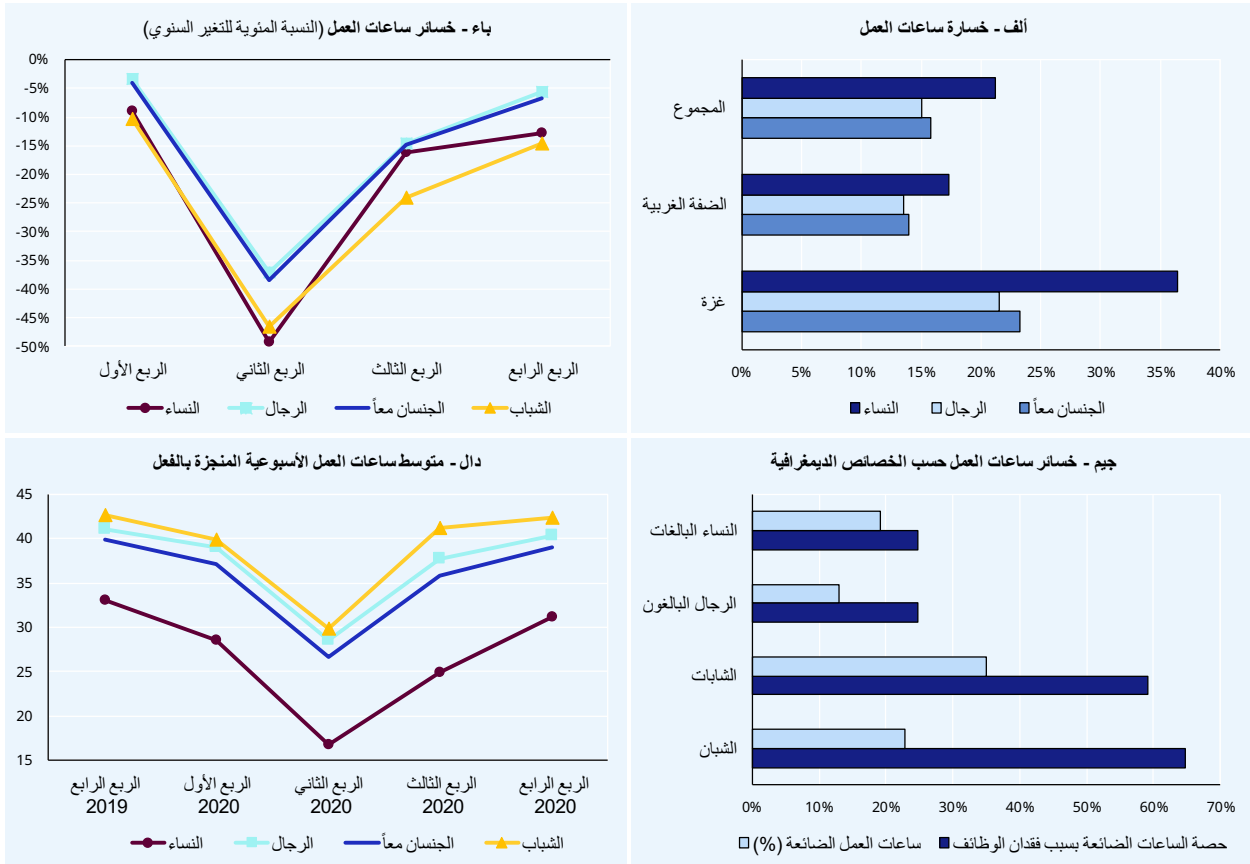 ألف - خسارة ساعات العمل
المجموع
الضفة الغربية
غزة
0% 5% 10% 15% 20% 25% 30% 35% 40%
النساء الرجال الجنسان معاً
باء - خسائر ساعات العمل (النسبة المئوية للتغير السنوي)
0%
-5%
-10%
-15%
-20%
-25%
-30%
-35%
-40%
-45%
-50%
الربع الأول الربع الثاني الربع الثالث الربع الرابع
النساء الرجال الجنسان معاً الشباب
جيم - خسائر ساعات العمل حسب الخصائص الديمغرافية
النساء البالغات
الرجال البالغون
الشابات
الشبان
0% 10% 20% 30% 40% 50% 60% 70%
ساعات العمل الضائعة (%) حصة الساعات الضائعة بسبب فقدان الوظائف
دال - متوسط ساعات العمل الأسبوعية المنجزة بالفعل
45
40
35
30
25
20
15
الربع الرابع الربع الأول الربع الثاني الربع الثالث الربع الرابع
2019 2020 2020 2020 2020
النساء الرجال الجنسان معاً الشباب